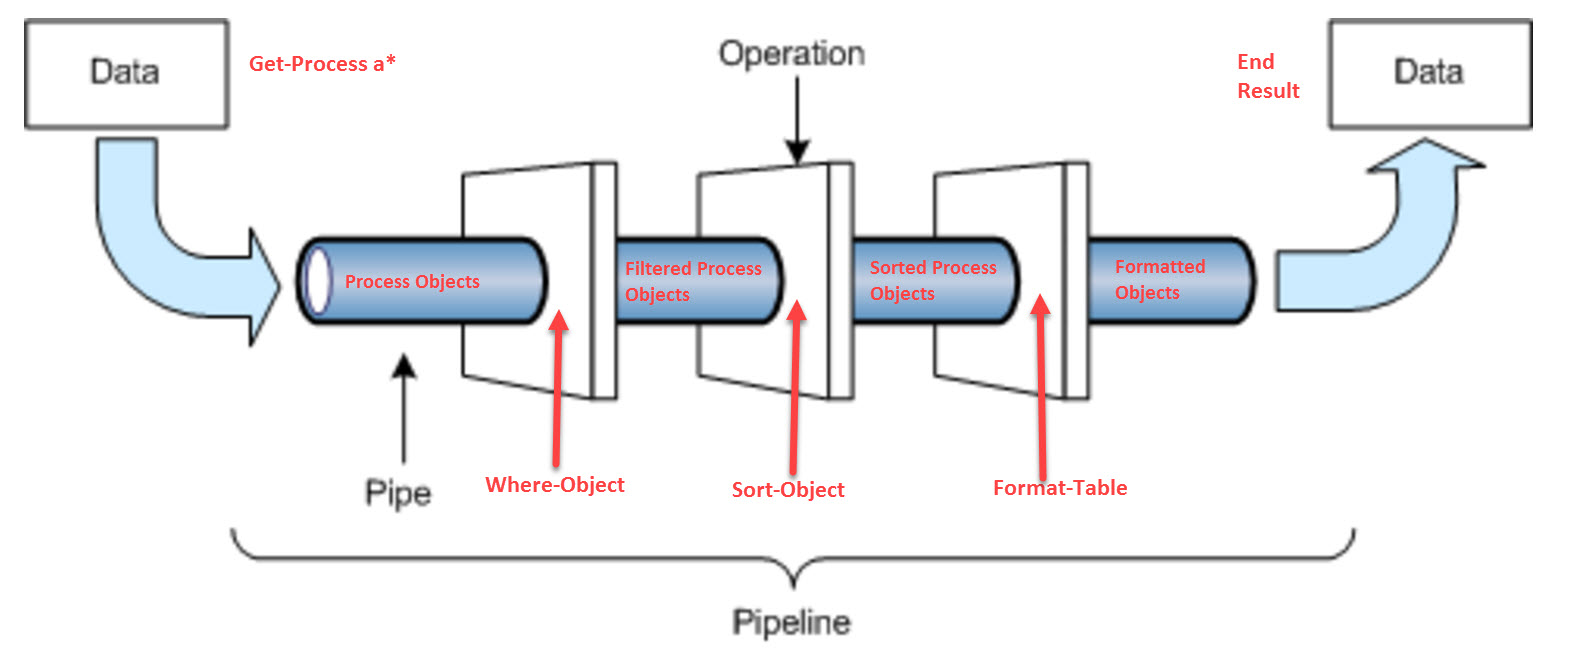 Data
Get-Process a*
Operation
End
Result
Data
Process Objects
Filtered Process
Objects
Sorted Process
Objects
Formatted
Objects
Pipe
Where-Object
Sort-Object
Format-Table
Pipeline